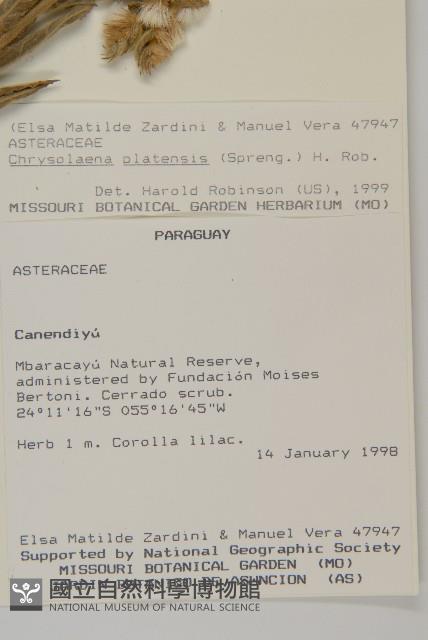 (Elsa Matilde Zardini & Manuel Vera 47947
ASTERACEAE
Chrysolaena platensis (Spreng.) H. Rob.
Det. Harold Robinson (US), 1999
MISSOURI BOTANICAL GARDEN HERBARIUM (MO)
PARAGUAY
ASTERACEAE
Canendiyú
Mbaracayú Natural Reserve,
administered by Fundación Moises
Bertoni. Cerrado scrub.
24°11'16"S 055°16'45"W
Herb 1 m. Corolla lilac.
14 January 1998
Elsa Matilde Zardini & Manuel Vera 47947
Supported by National Geographic Society
MISSOURI BOTANICAL GARDEN (MO)
DE ASUNCION (AS)
國立自然科學博物館
NATIONAL MUSEUM OF NATURAL SCIENCE